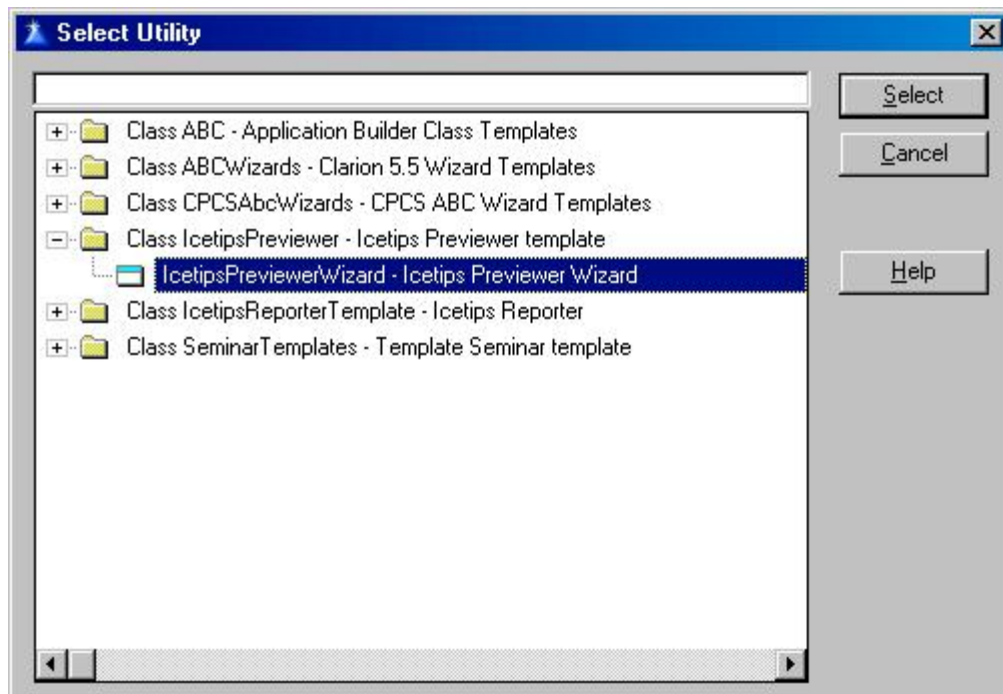 Select Utility
Select
Class ABC - Application Builder Class Templates
Cancel
Class ABCWizards - Clarion 5.5 Wizard Templates
Class CPCSAbcWizards - CPCS ABC Wizard Templates
Class IcetipsPreviewer - Icetips Previewer template
IcetipsPreviewerWizard - Icetips Previewer Wizard
Help
Class IcetipsReporterTemplate - Icetips Reporter
Class SeminarTemplates - Template Seminar template